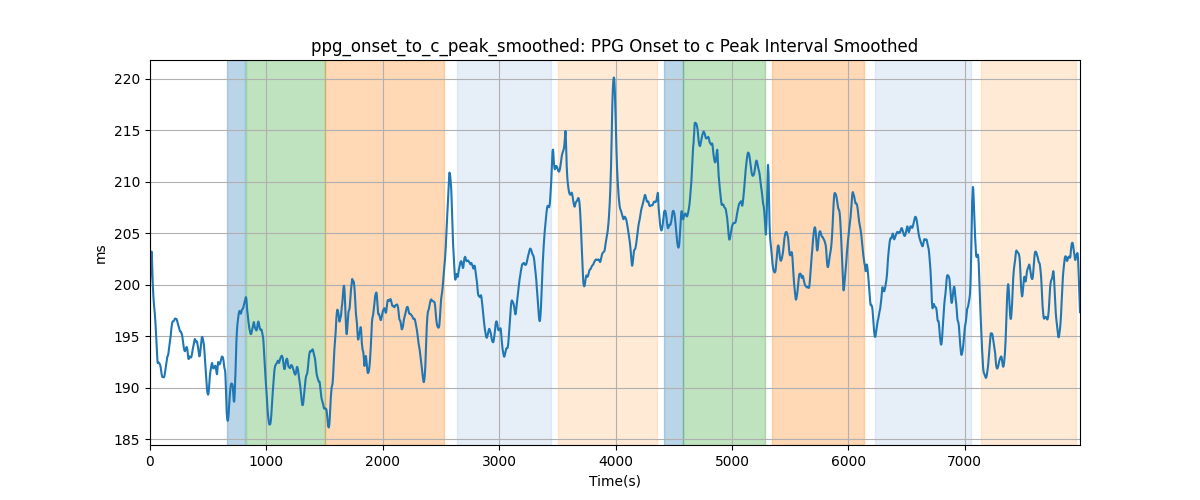 ppg_onset_to_c_peak_smoothed: PPG Onset to c Peak Interval Smoothed
220
215
210
205
200
195
190
185
ms
0 1000 2000 3000 4000 5000 6000 7000
Time(s)